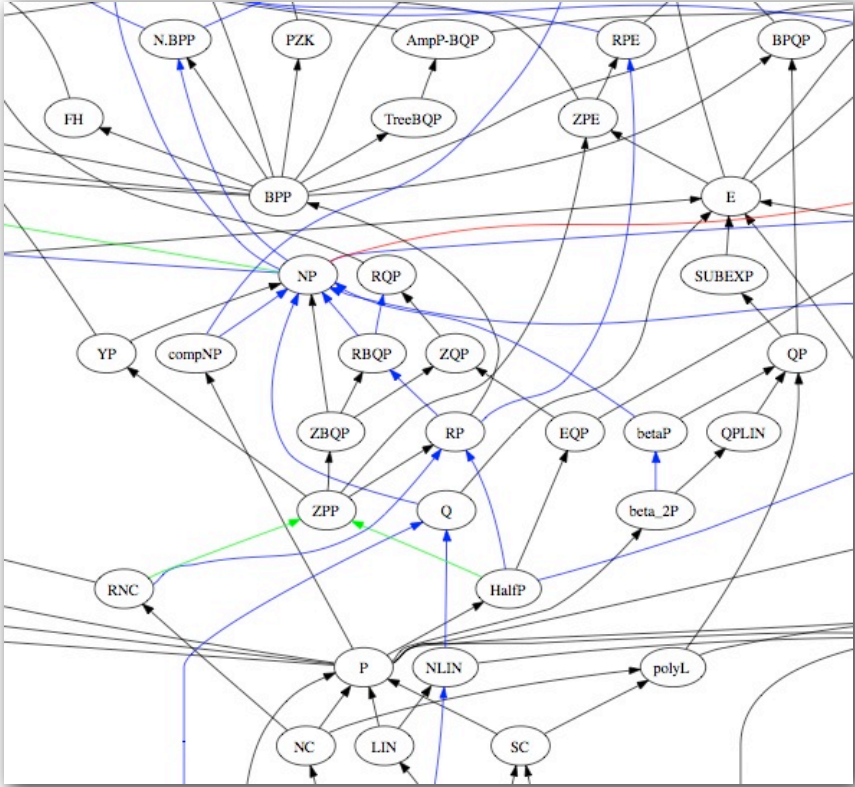 N.BPP PZK AmpP-BQP RPE BPQP
FH TreeBQP ZPE
BPP E
NP RQP SUBEXP
YP compNP RBQP ZQP QP
ZBQP RP EQP betaP QPLIN
ZPP Q beta_2P
RNC HalfP
P NLIN polyL
NC LIN SC